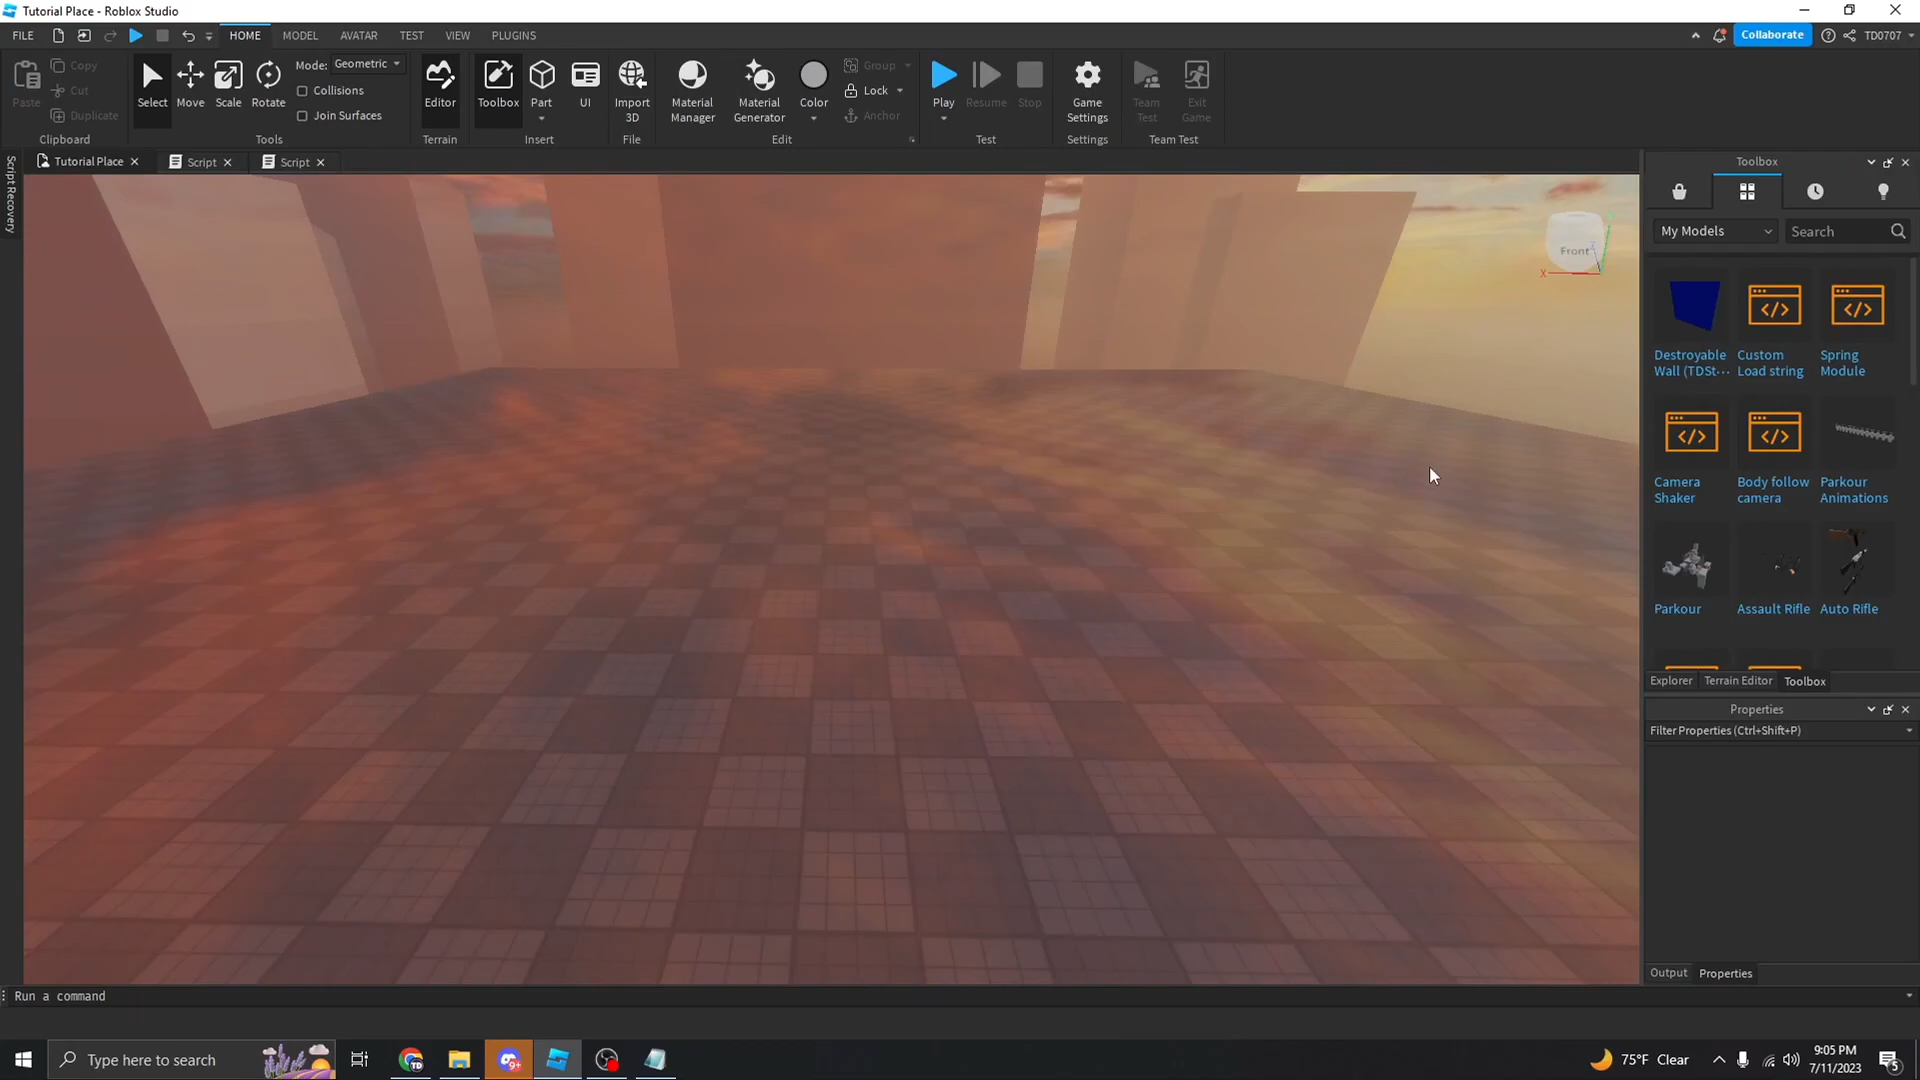 Tutorial Place - Roblox Studio
FILE HOME MODEL AVATAR TEST VIEW PLUGINS Collaborate TD0707
Paste Copy Cut Duplicate Clipboard
Select Move Scale Rotate Mode: Geometric Collisions Join Surfaces Tools
Editor Terrain
Toolbox Part UI Insert
Import 3D File
Material Manager Material Generator Color Group Lock Anchor Edit
Play Resume Stop Test
Game Settings Settings
Team Test Exit Game Team Test
Script Recovery
Tutorial Place Script Script
Front
X
Toolbox
My Models Search
Destroyable Wall (TDSt...
Custom Load string
Spring Module
Camera Shaker
Body follow camera
Parkour Animations
Parkour
Assault Rifle
Auto Rifle
Explorer Terrain Editor Toolbox
Properties
Filter Properties (Ctrl+Shift+P)
Output Properties
Run a command
Type here to search
TD
9+
75°F Clear
9:05 PM
7/11/2023
5